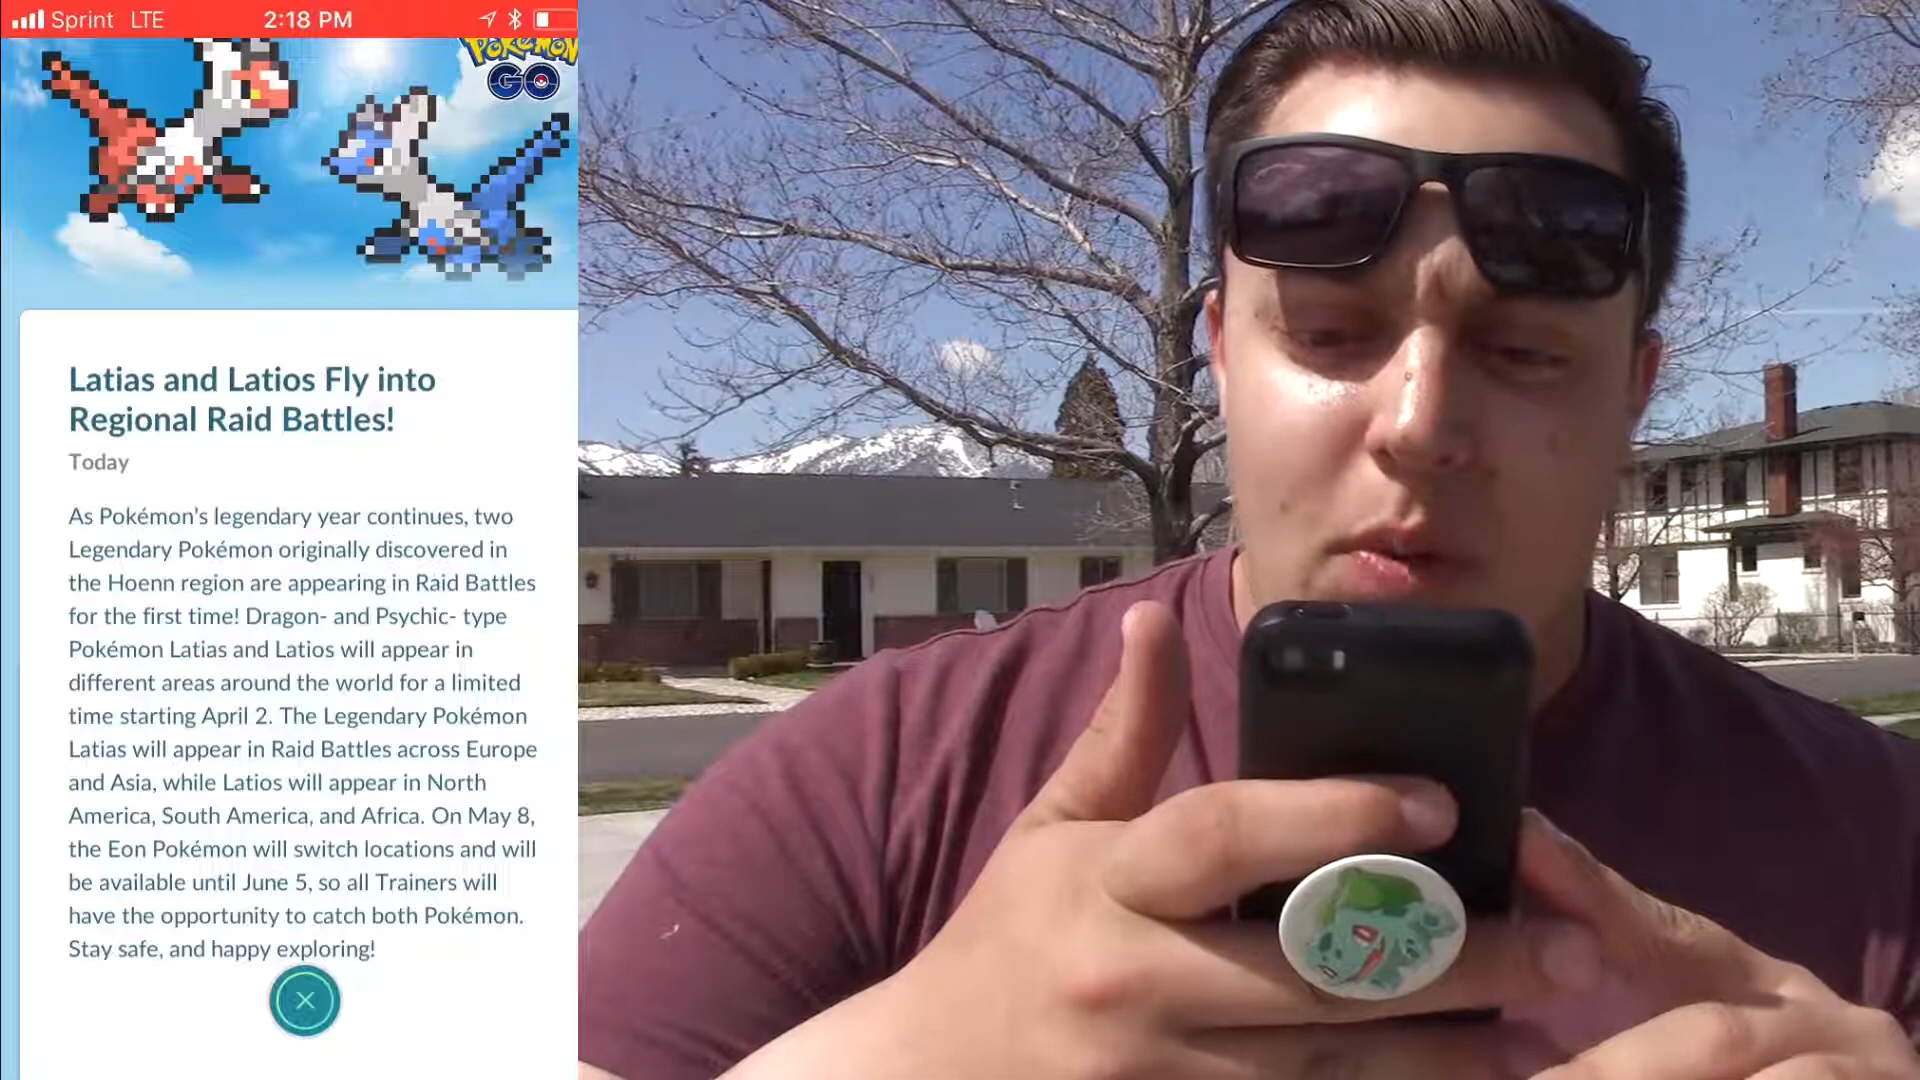 Sprint LTE 2:18 PM
POKÉMON
GO
Latias and Latios Fly into
Regional Raid Battles!
Today
As Pokémon's legendary year continues, two
Legendary Pokémon originally discovered in
the Hoenn region are appearing in Raid Battles
for the first time! Dragon- and Psychic- type
Pokémon Latias and Latios will appear in
different areas around the world for a limited
time starting April 2. The Legendary Pokémon
Latias will appear in Raid Battles across Europe
and Asia, while Latios will appear in North
America, South America, and Africa. On May 8,
the Eon Pokémon will switch locations and will
be available until June 5, so all Trainers will
have the opportunity to catch both Pokémon.
Stay safe, and happy exploring!